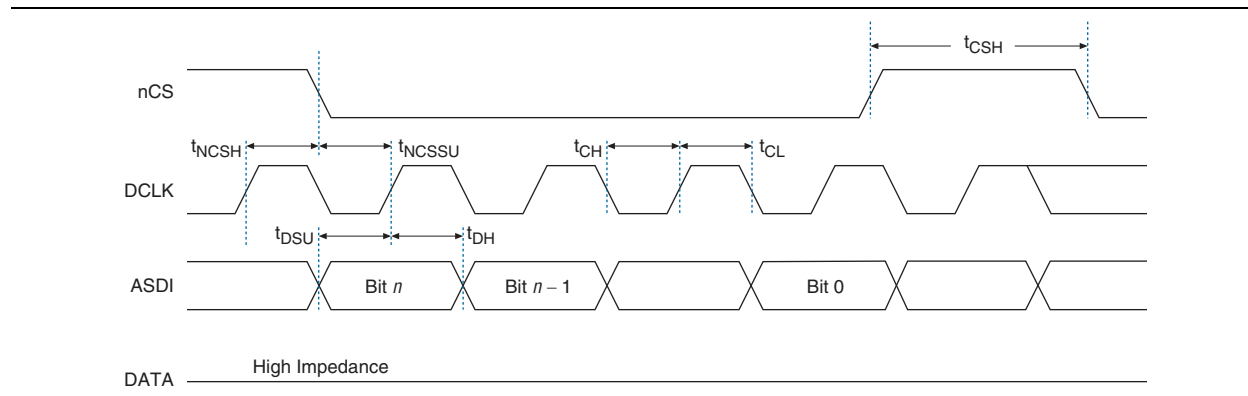 tCSH
nCS
tNCSH
tNCSSU
tCH
tCL
DCLK
tDSU
tDH
ASDI
Bit n
Bit n – 1
Bit 0
High Impedance
DATA